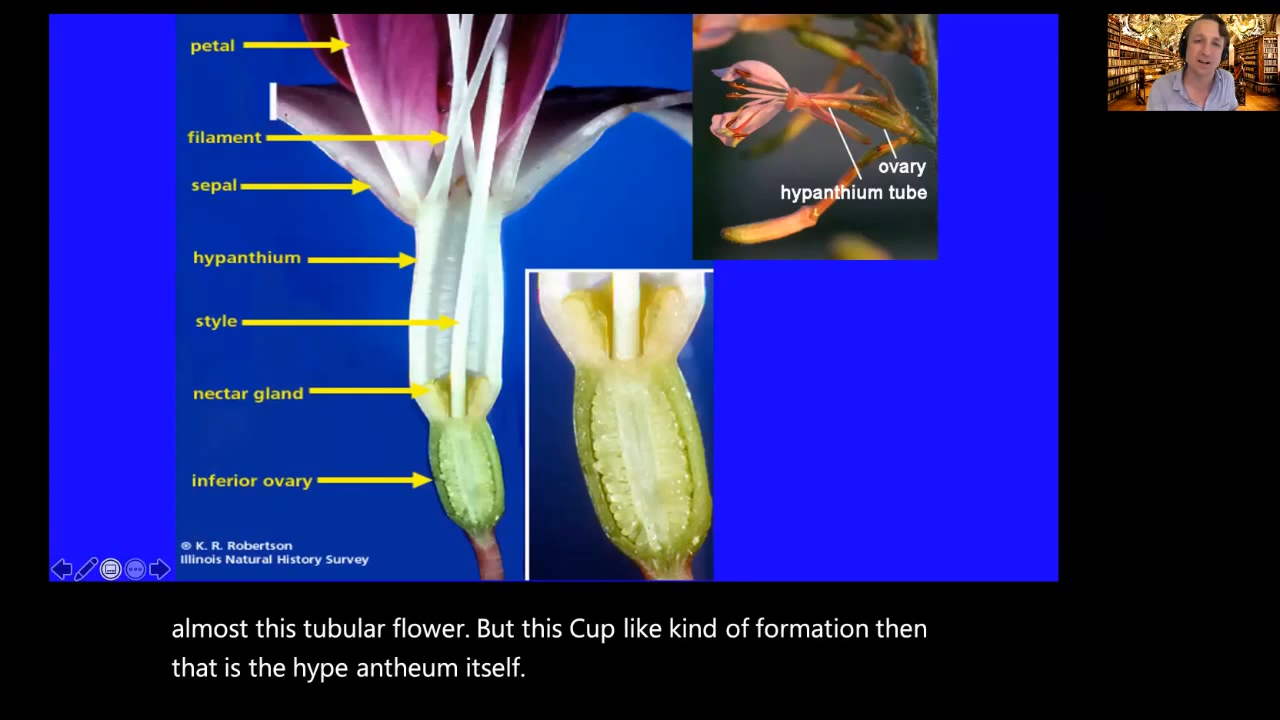 petal
filament
sepal
hypanthium
style
nectar gland
inferior ovary
© K. R. Robertson
Illinois Natural History Survey
ovary
hypanthium tube
almost this tubular flower. But this Cup like kind of formation then
that is the hype antheum itself.